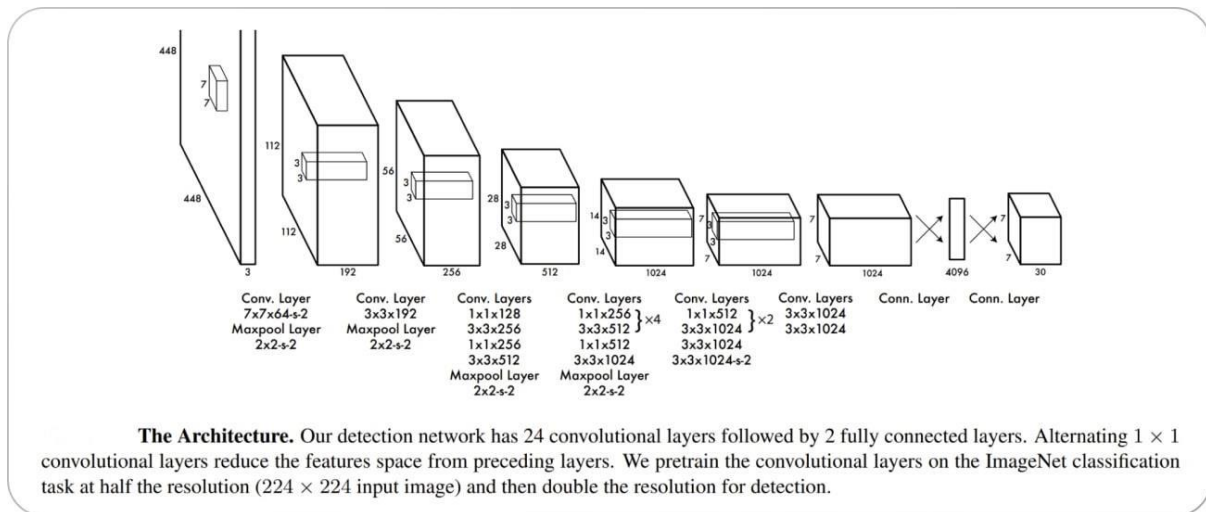 448
7
7
448
3
112
3
3
112
192
56
3
3
56
256
28
3
3
28
512
14
3
3
14
1024
7
3
3
7
1024
7
7
1024
4096
7
7
30
Conv. Layer
7x7x64-s-2
Maxpool Layer
2x2-s-2
Conv. Layer
3x3x192
Maxpool Layer
2x2-s-2
Conv. Layers
1x1x128
3x3x256
1x1x256
3x3x512
Maxpool Layer
2x2-s-2
Conv. Layers
1x1x256
3x3x512 }×4
1x1x512
3x3x1024
Maxpool Layer
2x2-s-2
Conv. Layers
1x1x512
3x3x1024 }×2
3x3x1024
3x3x1024-s-2
Conv. Layers
3x3x1024
3x3x1024
Conn. Layer
Conn. Layer
The Architecture. Our detection network has 24 convolutional layers followed by 2 fully connected layers. Alternating 1 × 1
convolutional layers reduce the features space from preceding layers. We pretrain the convolutional layers on the ImageNet classification
task at half the resolution (224 × 224 input image) and then double the resolution for detection.